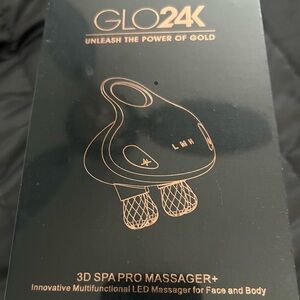 GLO24K
UNLEASH THE POWER OF GOLD
L M H
3D SPA PRO MASSAGER+
Innovative Multifunctional LED Massager for Face and Body